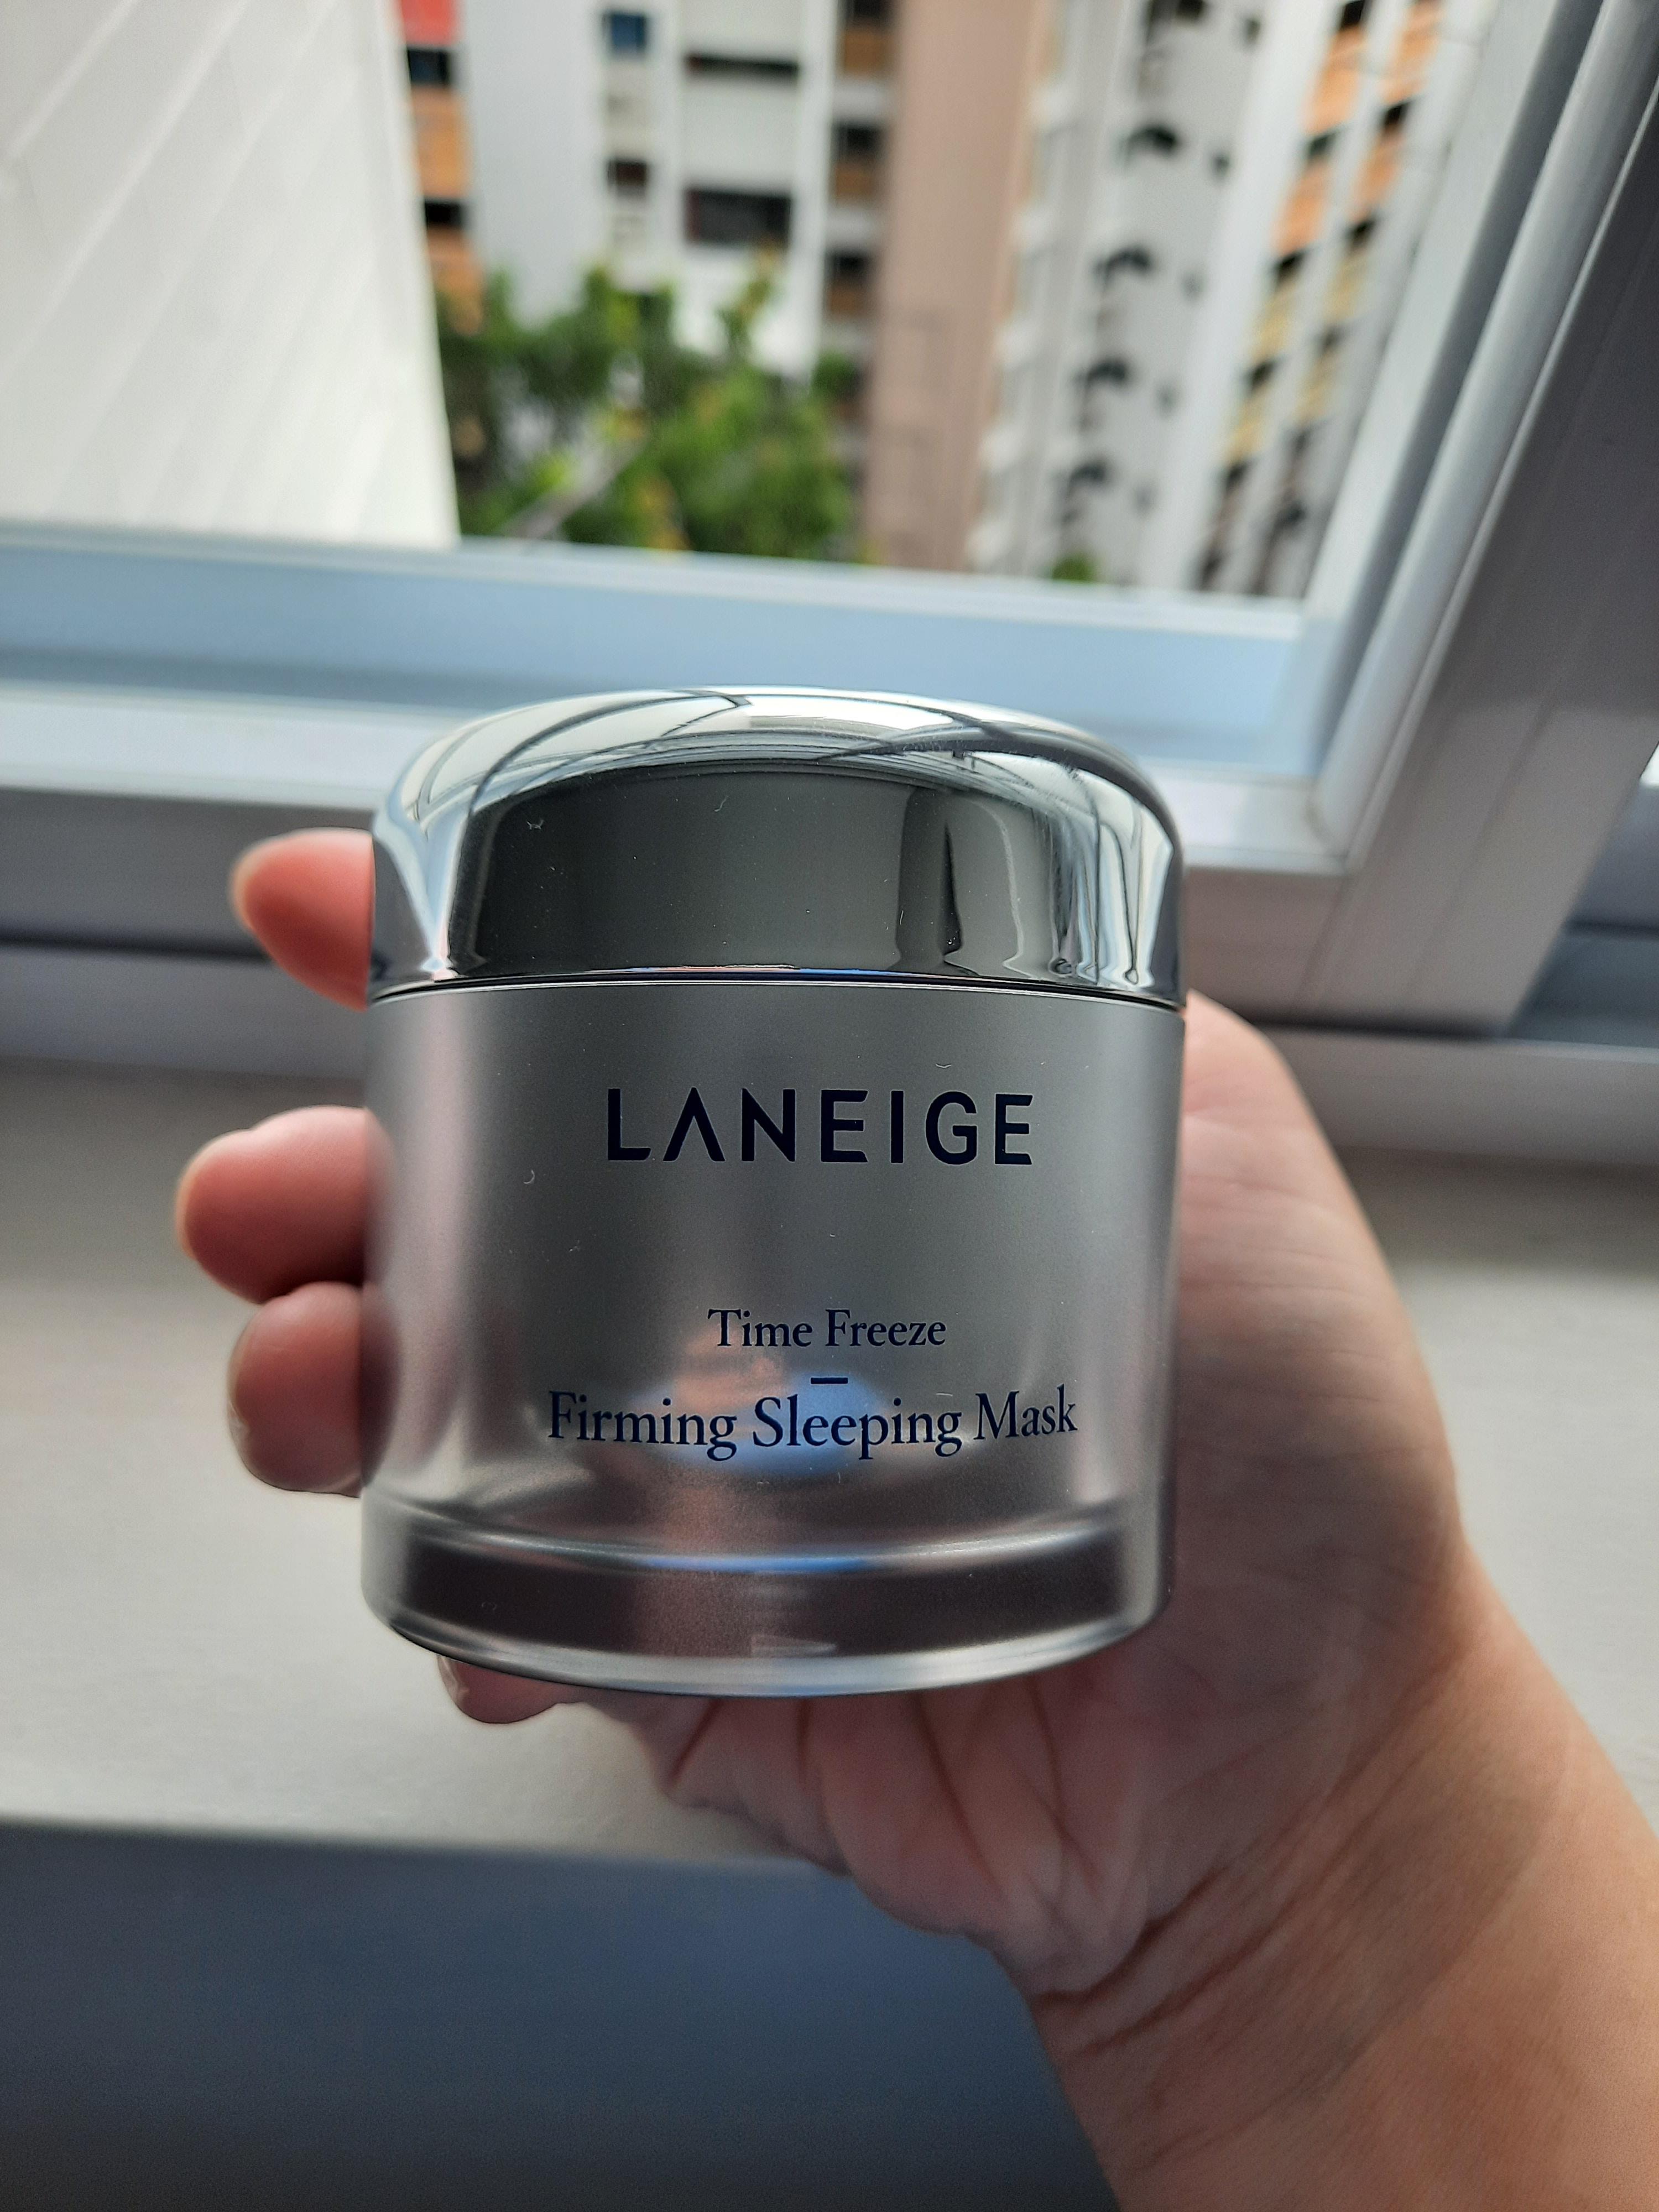 LANEIGE
Time Freeze
Firming Sleeping Mask